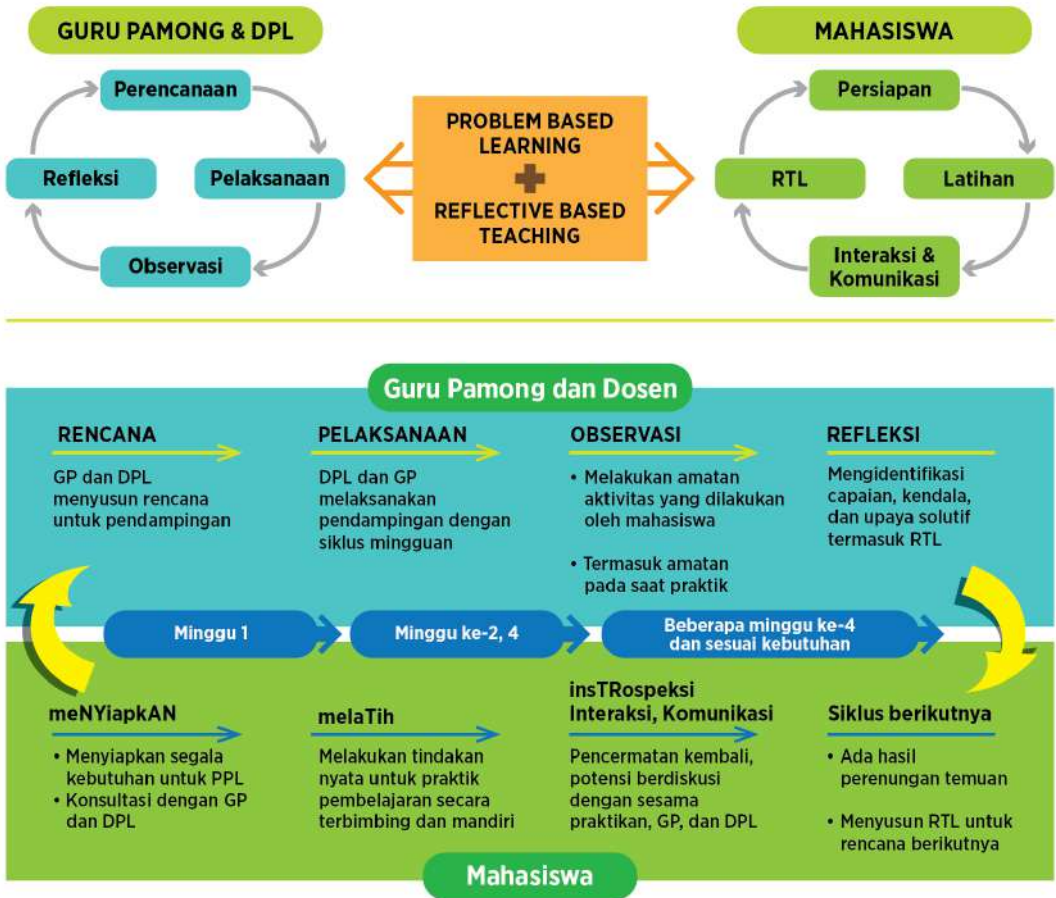 GURU PAMONG & DPL
Perencanaan
Refleksi
Pelaksanaan
Observasi
PROBLEM BASED
LEARNING
+
REFLECTIVE BASED
TEACHING
MAHASISWA
Persiapan
RTL
Latihan
Interaksi &
Komunikasi
Guru Pamong dan Dosen
RENCANA
GP dan DPL
menyusun rencana
untuk pendampingan
PELAKSANAAN
DPL dan GP
melaksanakan
pendampingan dengan
siklus mingguan
OBSERVASI
• Melakukan amatan
aktivitas yang dilakukan
oleh mahasiswa
• Termasuk amatan
pada saat praktik
REFLEKSI
Mengidentifikasi
capaian, kendala,
dan upaya solutif
termasuk RTL
Minggu 1
Minggu ke-2, 4
Beberapa minggu ke-4
dan sesuai kebutuhan
meNYiapkAN
• Menyiapkan segala
kebutuhan untuk PPL
• Konsultasi dengan GP
dan DPL
melaTih
Melakukan tindakan
nyata untuk praktik
pembelajaran secara
terbimbing dan mandiri
insTRospeksi
Interaksi, Komunikasi
Pencermatan kembali,
potensi berdiskusi
dengan sesama
praktikan, GP, dan DPL
Siklus berikutnya
• Ada hasil
perenungan temuan
• Menyusun RTL untuk
rencana berikutnya
Mahasiswa